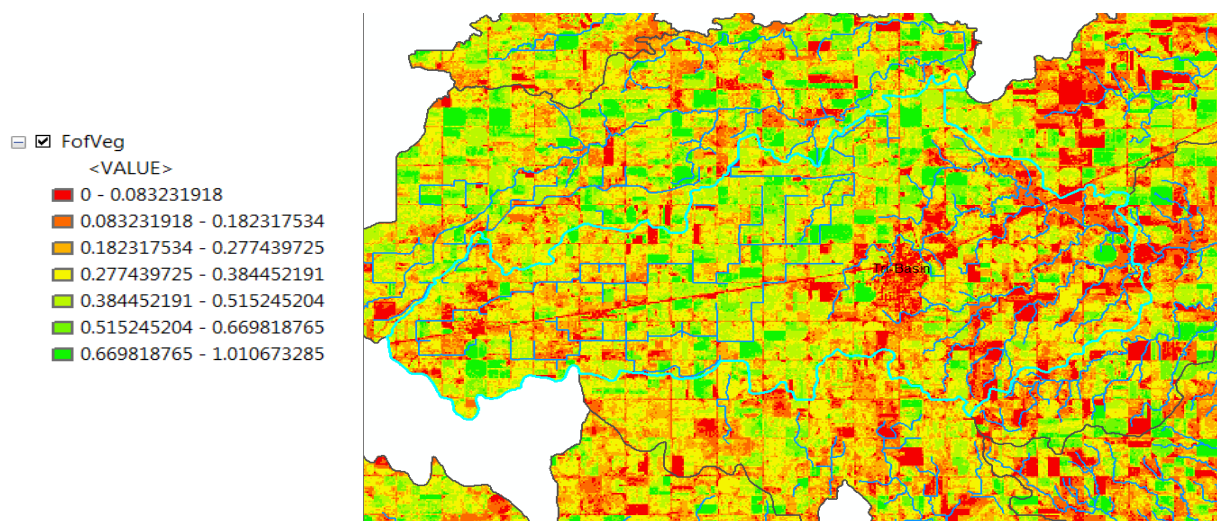 FofVeg
<VALUE>
0 - 0.083231918
0.083231918 - 0.182317534
0.182317534 - 0.277439725
0.277439725 - 0.384452191
0.384452191 - 0.515245204
0.515245204 - 0.669818765
0.669818765 - 1.010673285
Tri-Basin